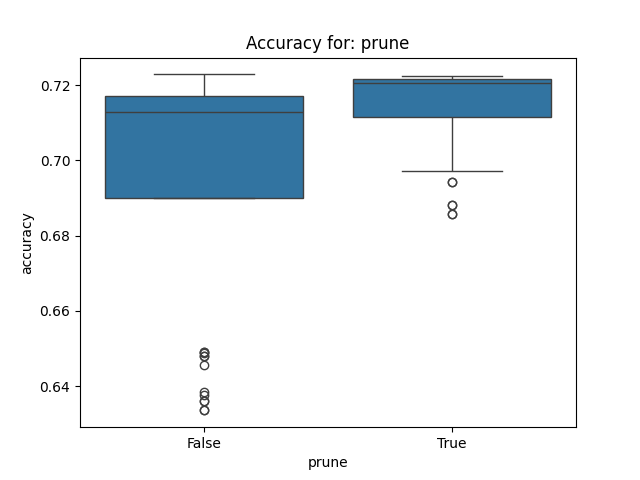 Accuracy for: prune
accuracy
0.72
0.70
0.68
0.66
0.64
False True
prune